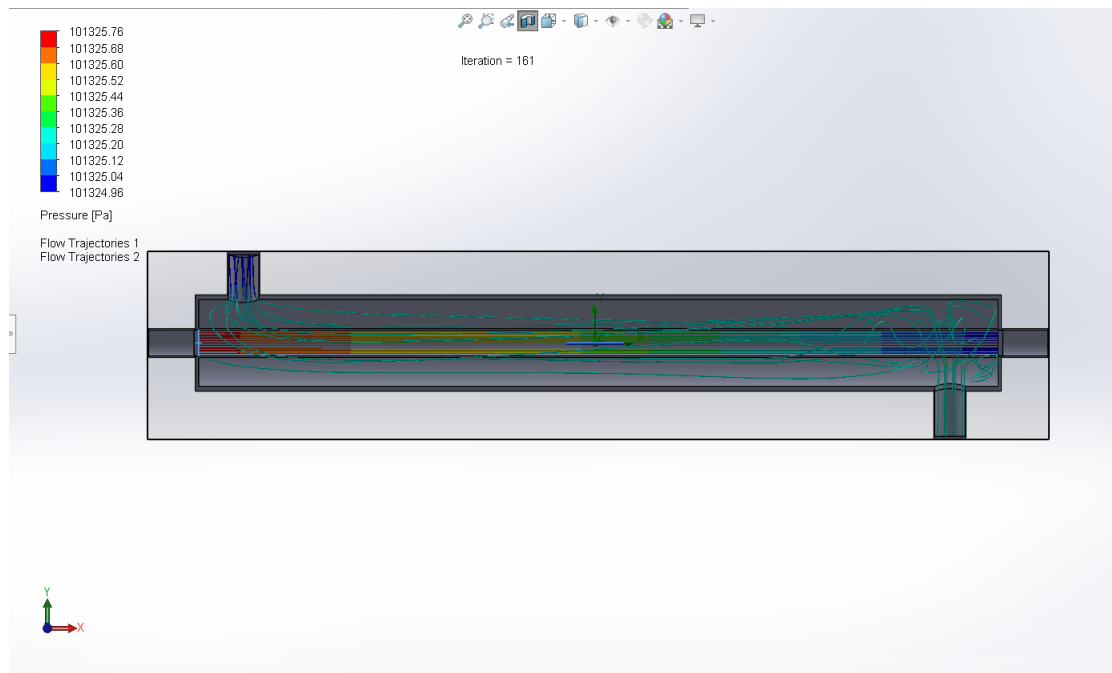 101325.76
101325.68
101325.60
101325.52
101325.44
101325.36
101325.28
101325.20
101325.12
101325.04
101324.96
Pressure [Pa]
Flow Trajectories 1
Flow Trajectories 2
Iteration = 161
Y
Y
X